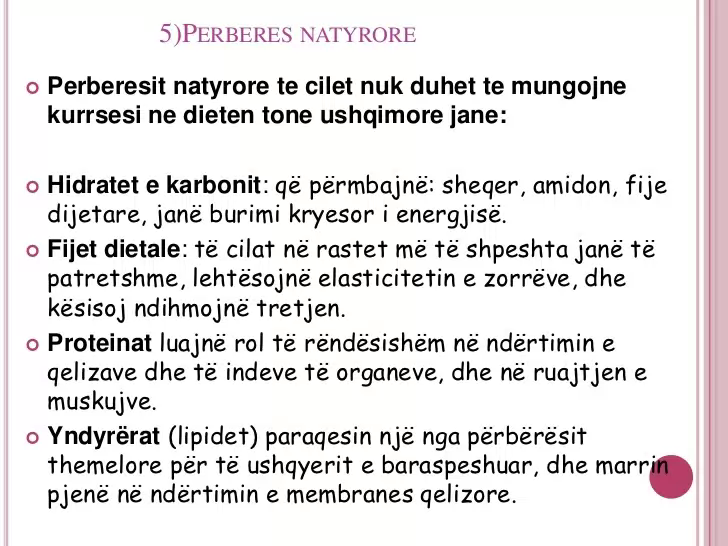 5)PERBERES NATYRORE
Perberesit natyrore te cilet nuk duhet te mungojne
kurrsesi ne dieten tone ushqimore jane:
Hidratet e karbonit: që përmbajnë: sheqer, amidon, fije
dijetare, janë burimi kryesor i energjisë.
Fijet dietale: të cilat në rastet më të shpeshta janë të
patretshme, lehtësojnë elasticitetin e zorrëve, dhe
kësisoj ndihmojnë tretjen.
Proteinat luajnë rol të rëndësishëm në ndërtimin e
qelizave dhe të indeve të organeve, dhe në ruajtjen e
muskujve.
Yndyrërat (lipidet) paraqesin një nga përbërësit
themelore për të ushqyerit e baraspeshuar, dhe marrin
pjenë në ndërtimin e membranes qelizore.